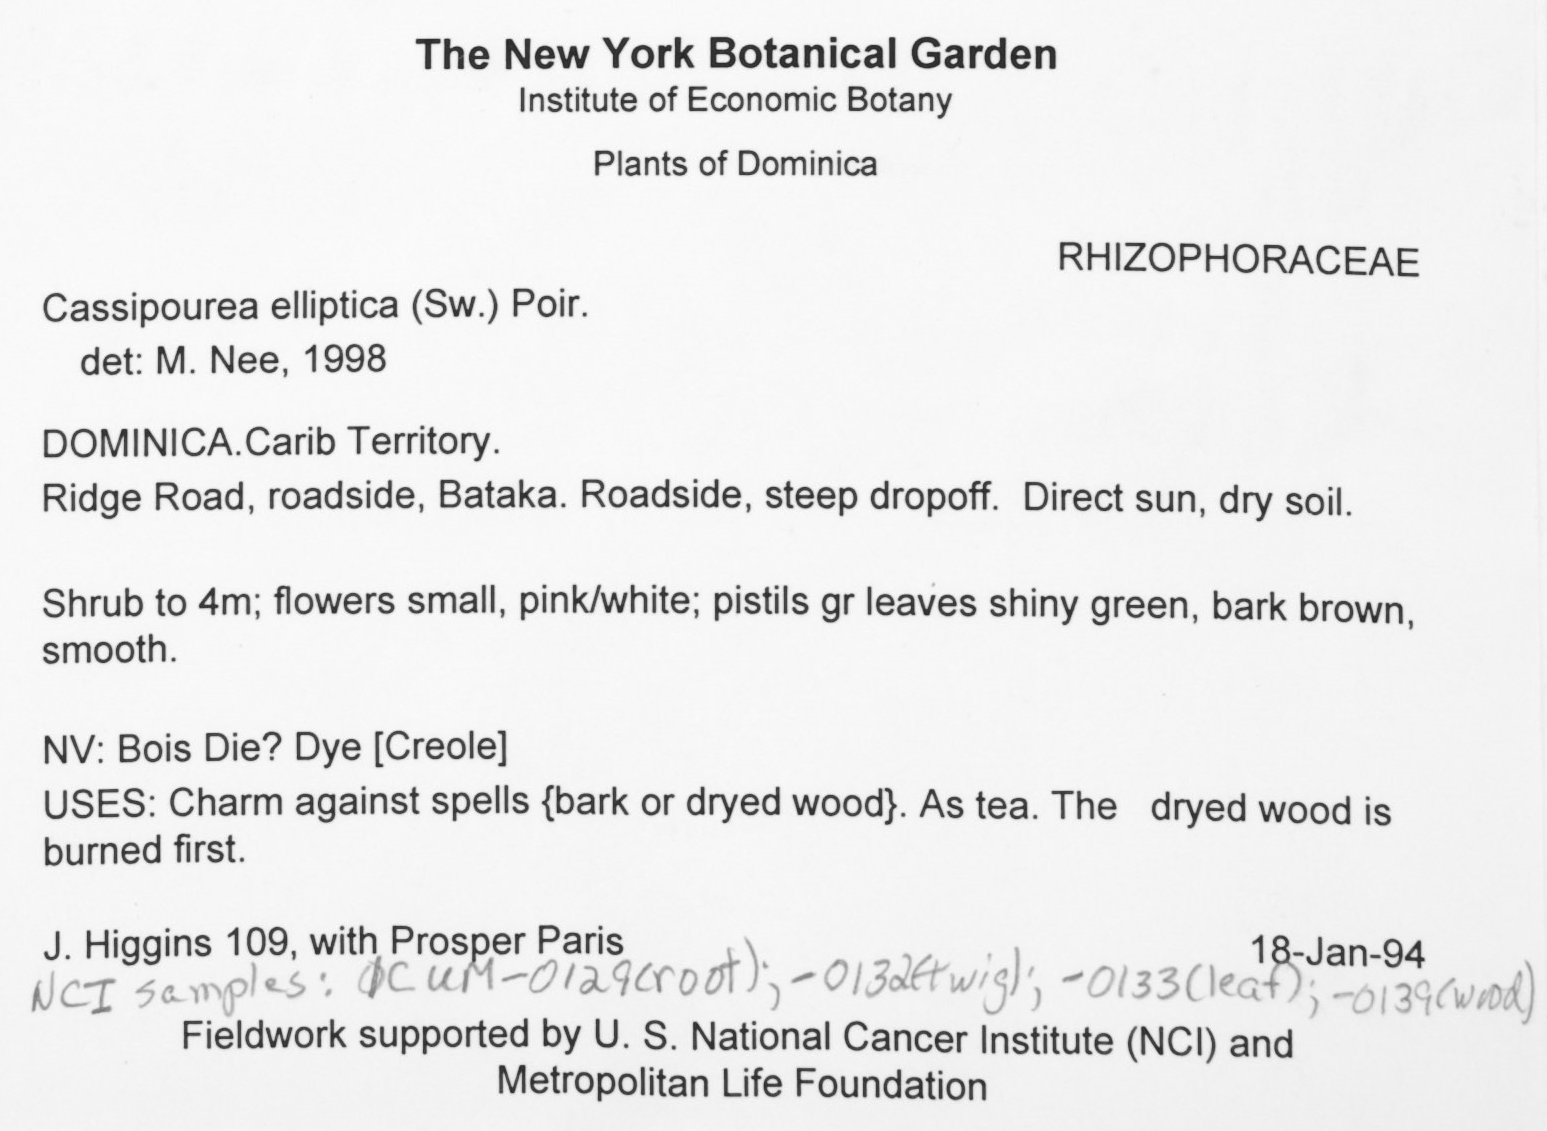 The New York Botanical Garden
Institute of Economic Botany
Plants of Dominica
RHIZOPHORACEAE
Cassipourea elliptica (Sw.) Poir.
det: M. Nee, 1998
DOMINICA.Carib Territory.
Ridge Road, roadside, Bataka. Roadside, steep dropoff. Direct sun, dry soil.
Shrub to 4m; flowers small, pink/white; pistils gr leaves shiny green, bark brown,
smooth.
NV: Bois Die? Dye [Creole]
USES: Charm against spells {bark or dryed wood}. As tea. The dryed wood is
burned first.
J. Higgins 109, with Prosper Paris 18-Jan-94
NCI samples: -0129(root); -0132(twig); -0133(leaf); -0139(wood)
Fieldwork supported by U. S. National Cancer Institute (NCI) and
Metropolitan Life Foundation